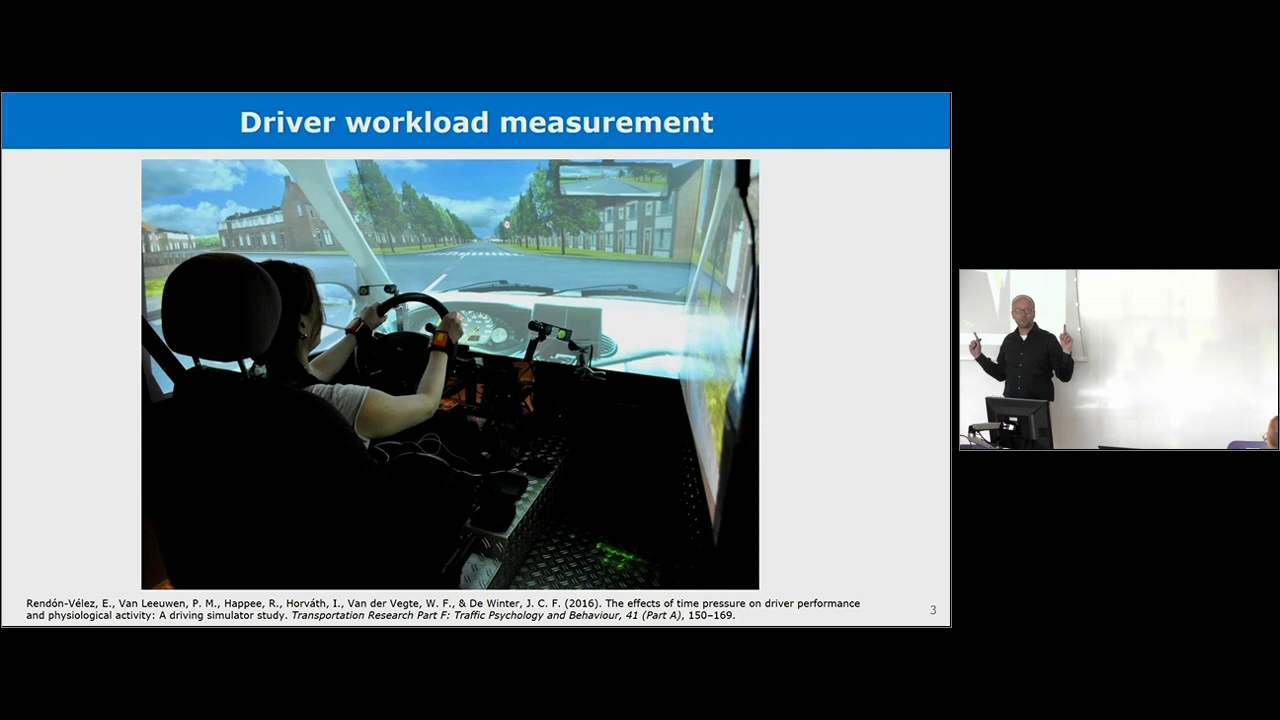 Driver workload measurement
Rendón-Vélez, E., Van Leeuwen, P. M., Happee, R., Horváth, I., Van der Vegte, W. F., & De Winter, J. C. F. (2016). The effects of time pressure on driver performance
and physiological activity: A driving simulator study. Transportation Research Part F: Traffic Psychology and Behaviour, 41 (Part A), 150–169.
3